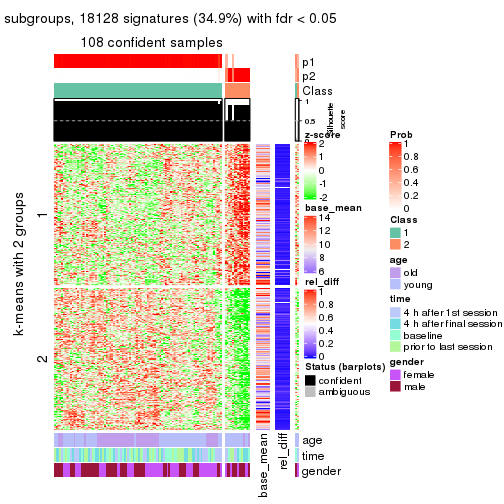 subgroups, 18128 signatures (34.9%) with fdr < 0.05
108 confident samples
p1
p2
Class
1
0.5
0
Silhouette
score
k-means with 2 groups
1
2
z-score
2
1
0
-1
-2
base_mean
14
12
10
8
6
rel_diff
1
0.8
0.6
0.4
0.2
0
Status (barplots)
confident
ambiguous
Prob
1
0.8
0.6
0.4
0.2
0
Class
1
2
age
old
young
time
4 h after 1st session
4 h after final session
baseline
prior to last session
gender
female
male
age
time
gender
base_mean
rel_diff